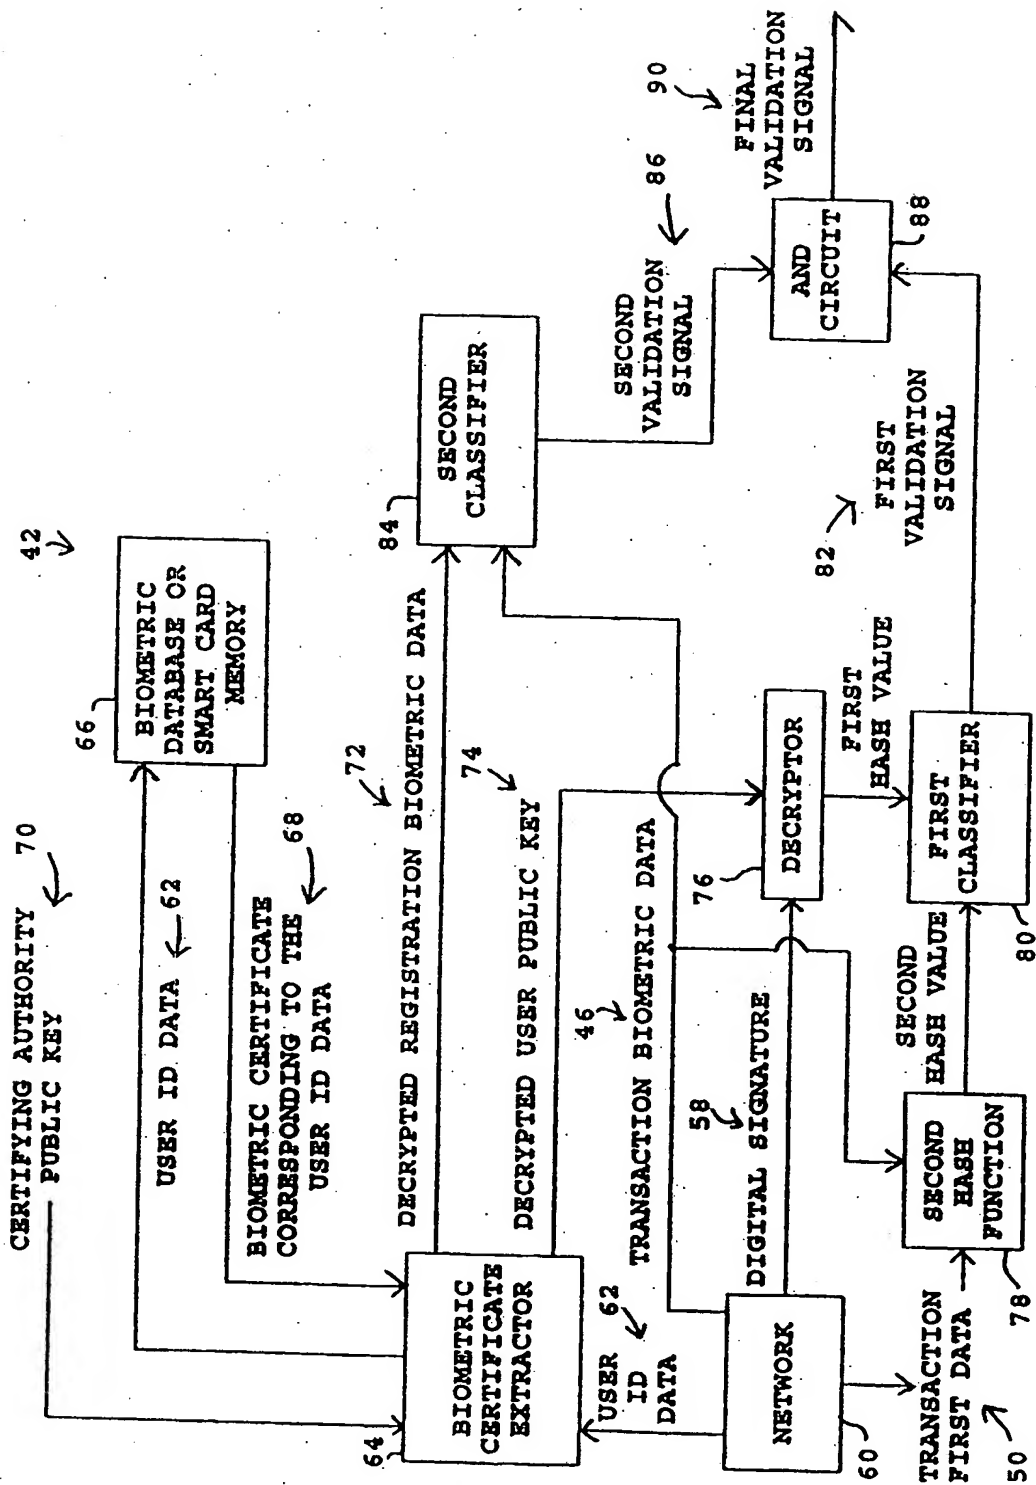 CERTIFYING AUTHORITY
PUBLIC KEY
70
42
66
BIOMETRIC
DATABASE OR
SMART CARD
MEMORY
USER ID DATA
62
BIOMETRIC CERTIFICATE
CORRESPONDING TO THE
USER ID DATA
68
64
BIOMETRIC
CERTIFICATE
EXTRACTOR
DECRYPTED REGISTRATION BIOMETRIC DATA
72
DECRYPTED USER PUBLIC KEY
74
84
SECOND
CLASSIFIER
SECOND
VALIDATION
SIGNAL
86
90
FINAL
VALIDATION
SIGNAL
USER
ID
DATA
62
46
TRANSACTION BIOMETRIC DATA
58
DIGITAL SIGNATURE
76
DECRYPTOR
AND
CIRCUIT
88
NETWORK
60
FIRST
HASH VALUE
82
FIRST
VALIDATION
SIGNAL
SECOND
HASH VALUE
FIRST
CLASSIFIER
80
SECOND
HASH
FUNCTION
78
TRANSACTION
FIRST DATA
50